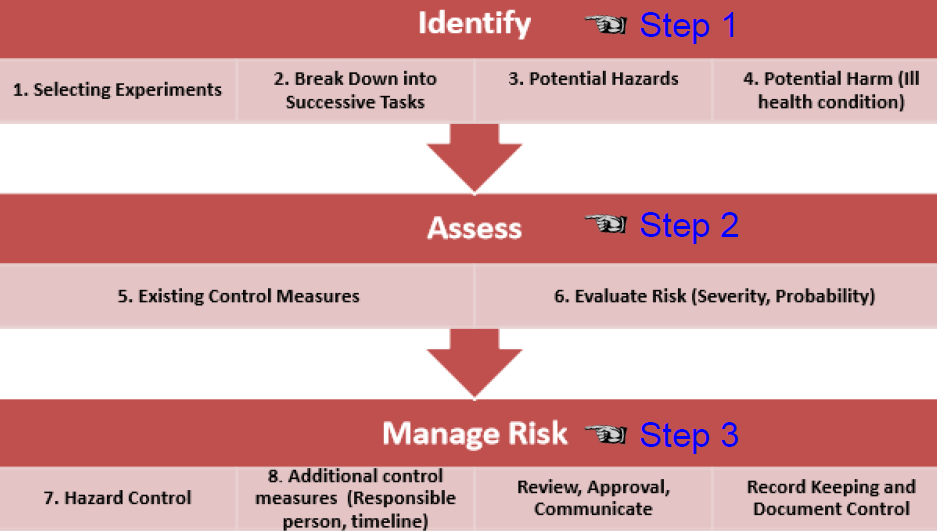 Identify Step 1
1. Selecting Experiments
2. Break Down into
Successive Tasks
3. Potential Hazards
4. Potential Harm (Ill
health condition)
Assess Step 2
5. Existing Control Measures
6. Evaluate Risk (Severity, Probability)
Manage Risk Step 3
7. Hazard Control
8. Additional control
measures (Responsible
person, timeline)
Review, Approval,
Communicate
Record Keeping and
Document Control